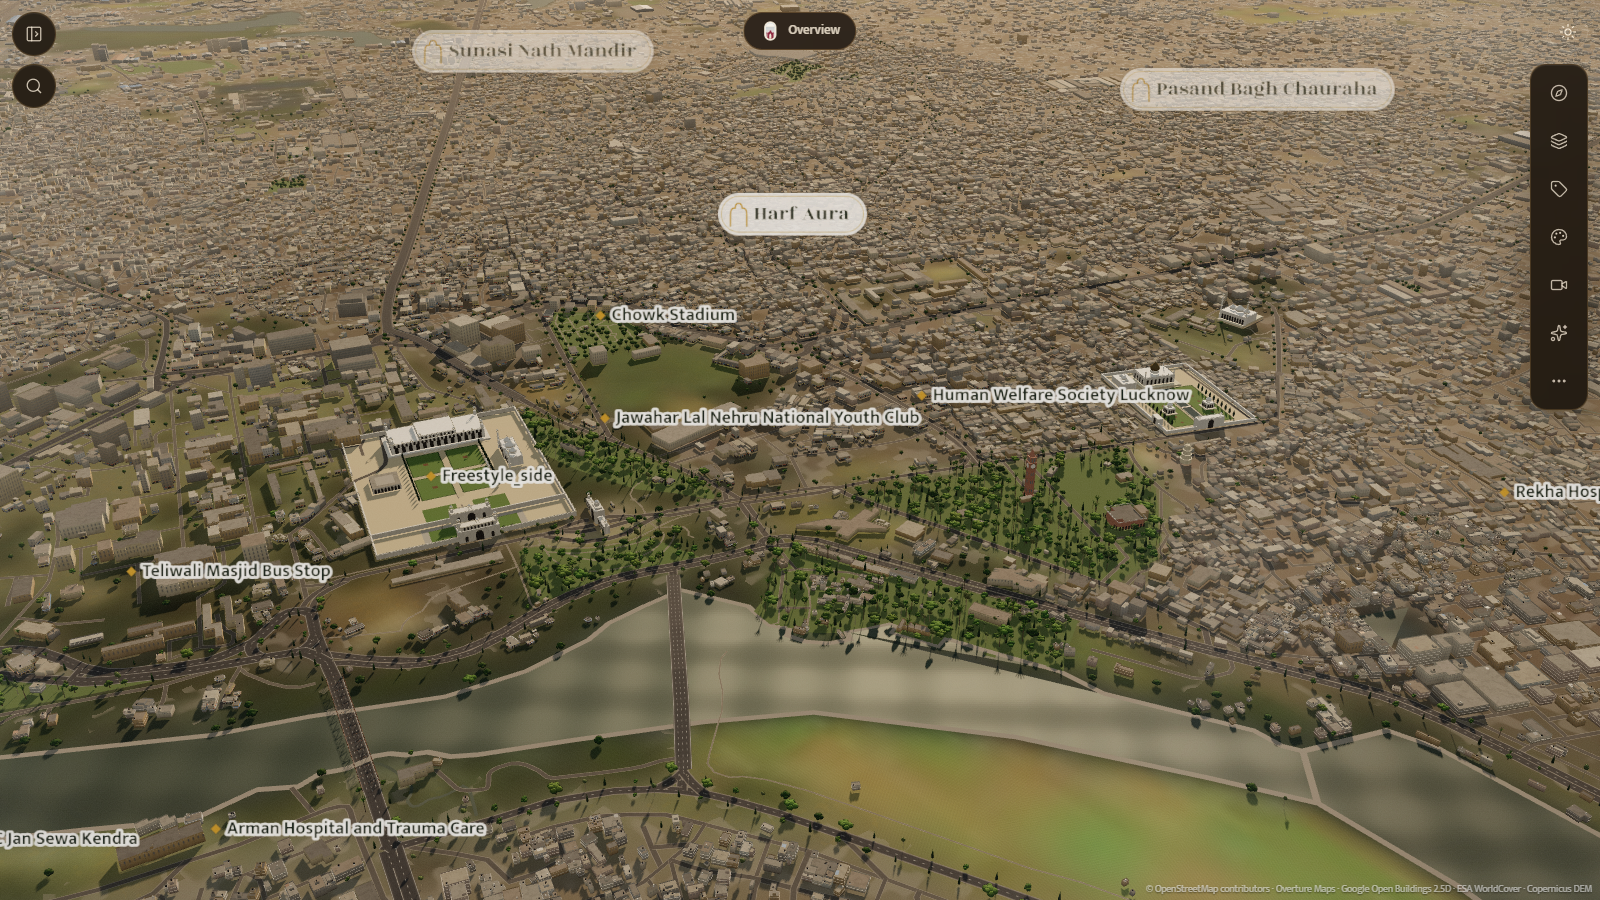 Overview
Sunasi Nath Mandir
Pasand Bagh Chauraha
Harf Aura
Chowk Stadium
Human Welfare Society Lucknow
Jawahar Lal Nehru National Youth Club
Freestyle_side
Rekha Hosp
Teliwali Masjid Bus Stop
Arman Hospital and Trauma Care
Jan Sewa Kendra
© OpenStreetMap contributors · Overture Maps · Google Open Buildings 2.5D · ESA WorldCover · Copernicus DEM